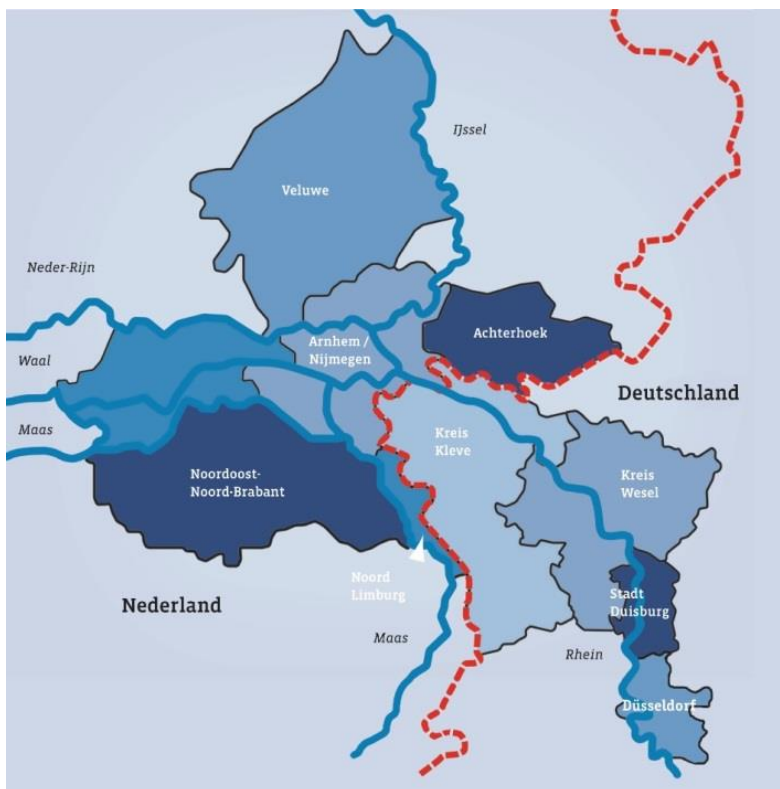 IJssel
Veluwe
Neder-Rijn
Arnhem /
Nijmegen
Achterhoek
Waal
Deutschland
Maas
Kreis
Kleve
Noordoost-
Noord-Brabant
Kreis
Wesel
Noord
Limburg
Stadt
Duisburg
Nederland
Maas
Rhein
Düsseldorf